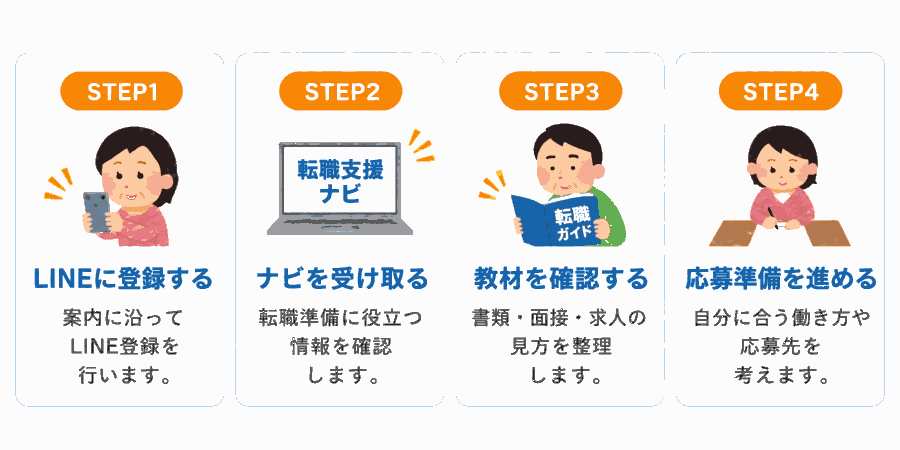 STEP1
LINEに登録する
案内に沿って
LINE登録を
行います。
STEP2
転職支援
ナビ
ナビを受け取る
転職準備に役立つ
情報を確認
します。
STEP3
転職
ガイド
教材を確認する
書類・面接・求人の
見方を整理
します。
STEP4
応募準備を進める
自分に合う働き方や
応募先を
考えます。